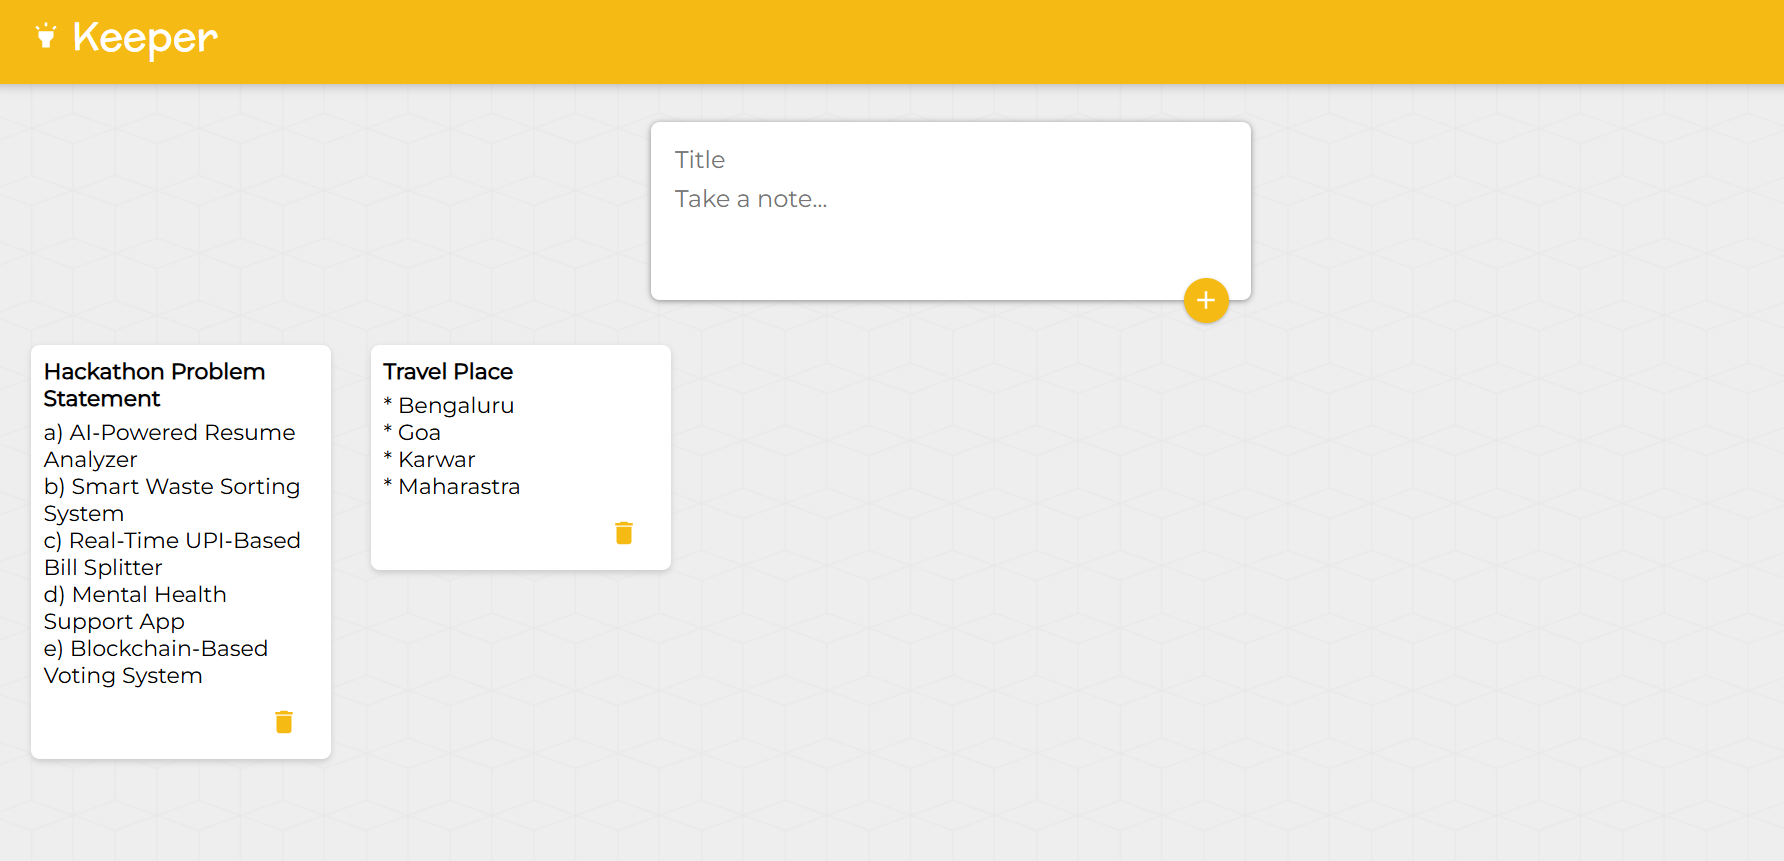 Keeper
Title
Take a note...
Hackathon Problem
Statement
a) AI-Powered Resume
Analyzer
b) Smart Waste Sorting
System
c) Real-Time UPI-Based
Bill Splitter
d) Mental Health
Support App
e) Blockchain-Based
Voting System
Travel Place
* Bengaluru
* Goa
* Karwar
* Maharastra